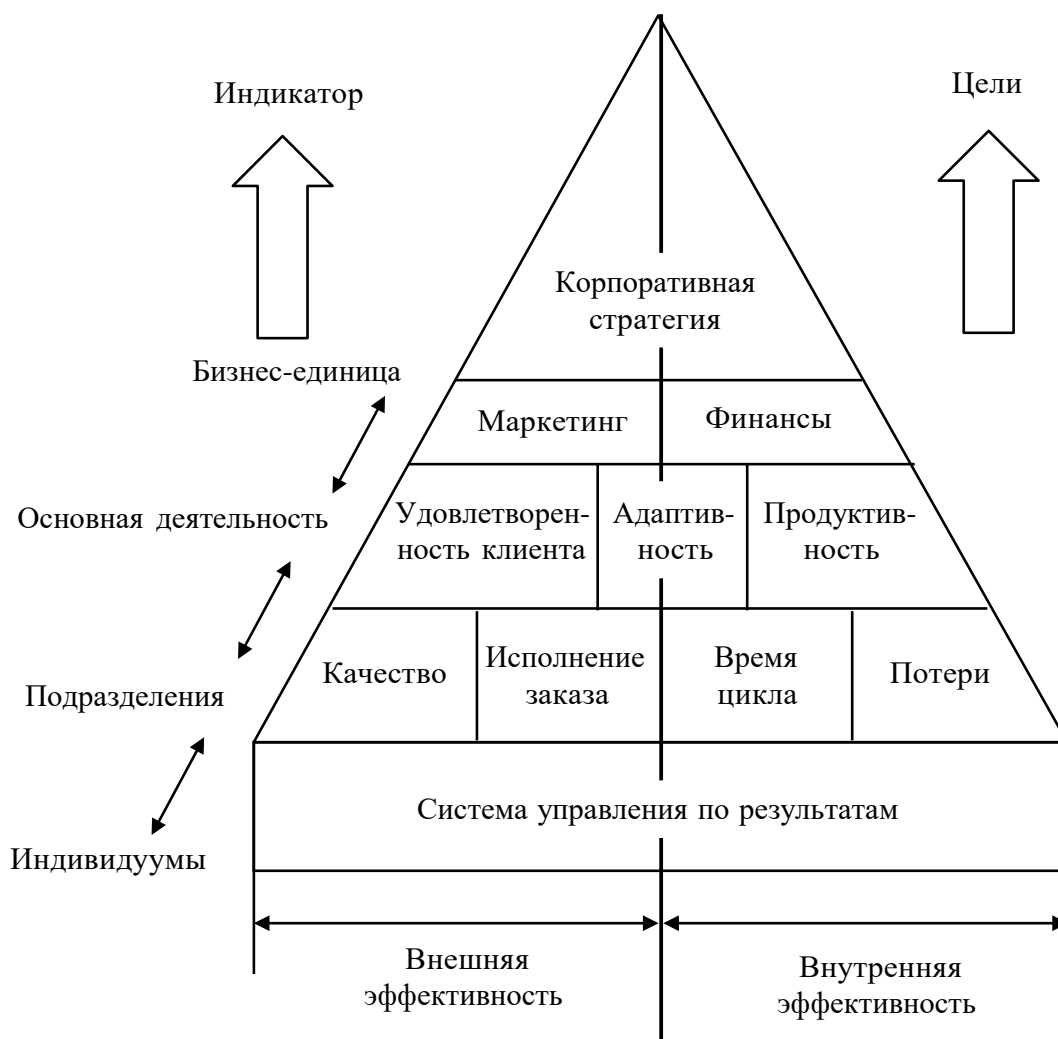 Индикатор
Цели
Корпоративная
стратегия
Бизнес-единица
Маркетинг
Финансы
Основная деятельность
Удовлетворен-
ность клиента
Адаптив-
ность
Продуктив-
ность
Подразделения
Качество
Исполнение
заказа
Время
цикла
Потери
Система управления по результатам
Индивидуумы
Внешняя
эффективность
Внутренняя
эффективность